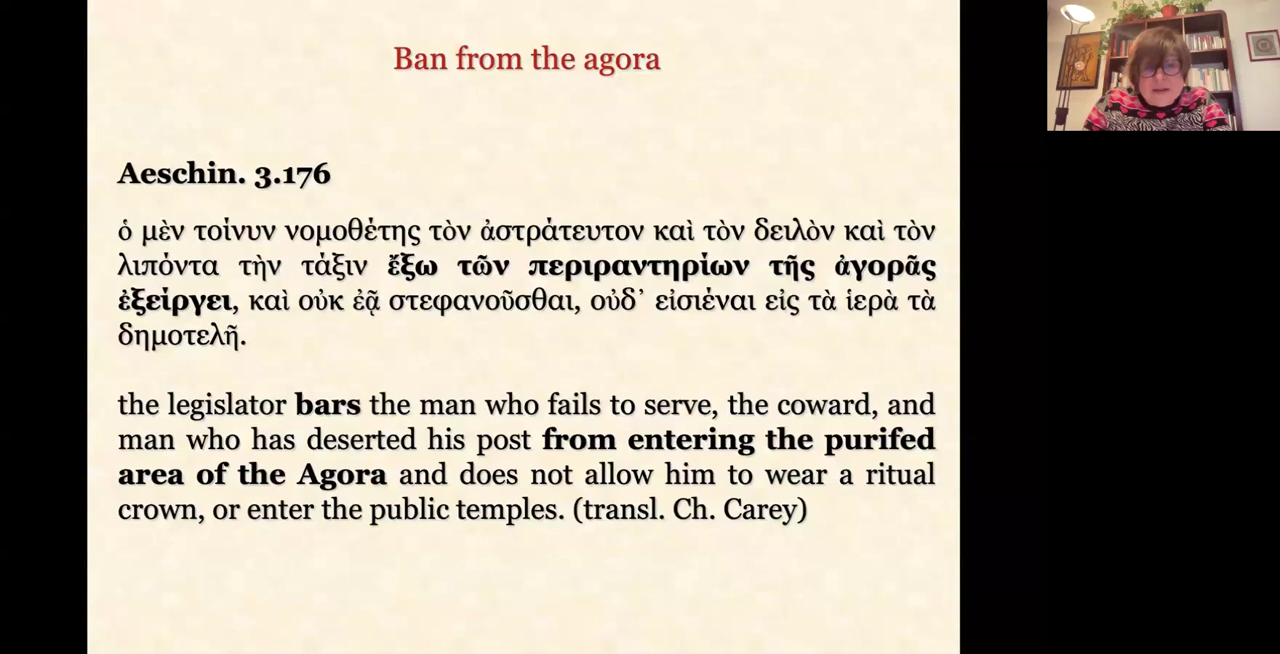 Ban from the agora
Aeschin. 3.176
ὁ μὲν τοίνυν νομοθέτης τὸν ἀστράτευτον καὶ τὸν δειλὸν καὶ τὸν
λιπόντα τὴν τάξιν ἔξω τῶν περιραντηρίων τῆς ἀγορᾶς
ἐξείργει, καὶ οὐκ ἐᾷ στεφανοῦσθαι, οὐδ᾽ εἰσιέναι εἰς τὰ ἱερὰ τὰ
δημοτελῆ.
the legislator bars the man who fails to serve, the coward, and
man who has deserted his post from entering the purifed
area of the Agora and does not allow him to wear a ritual
crown, or enter the public temples. (transl. Ch. Carey)